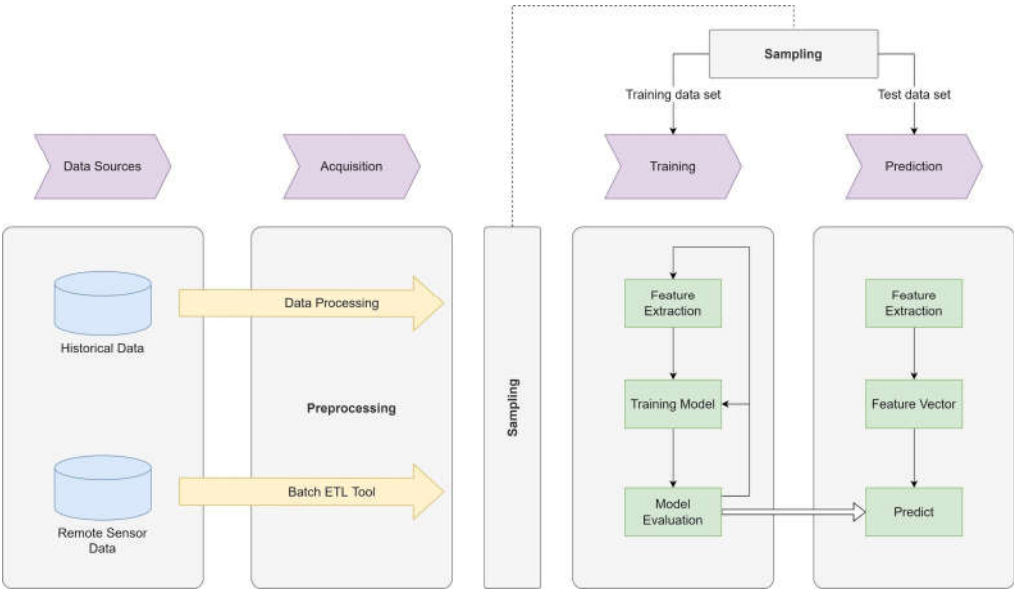 Sampling
Training data set
Test data set
Data Sources
Acquisition
Training
Prediction
Historical Data
Remote Sensor
Data
Data Processing
Preprocessing
Batch ETL Tool
Sampling
Feature
Extraction
Training Model
Model
Evaluation
Feature
Extraction
Feature Vector
Predict